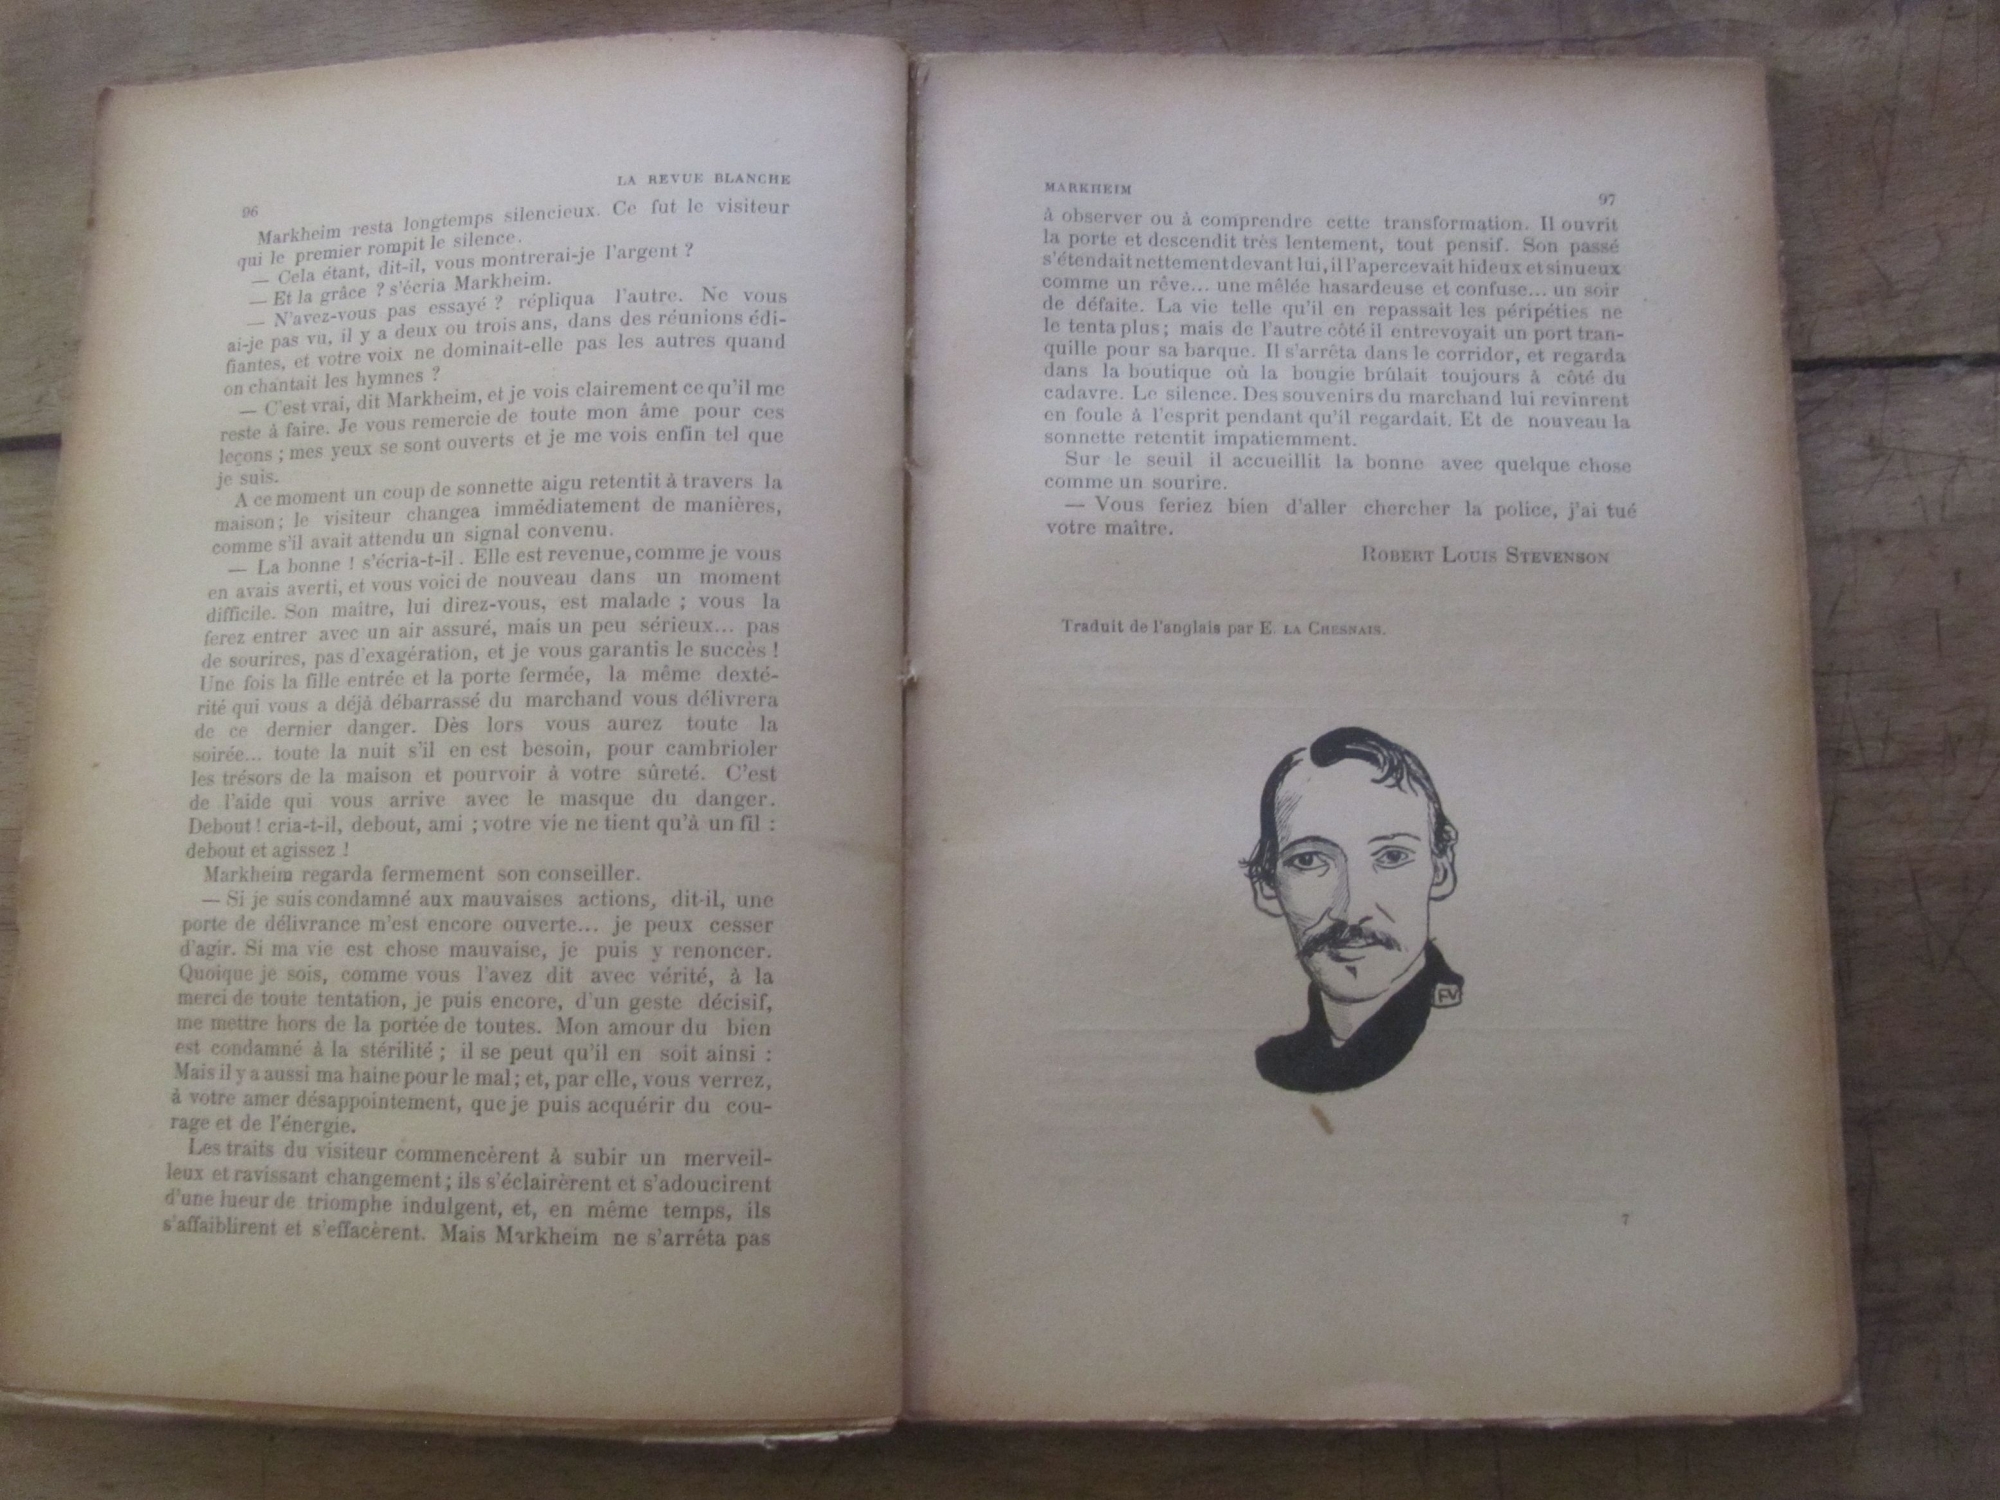 96
LA REVUE BLANCHE
Markheim resta longtemps silencieux. Ce fut le visiteur
qui le premier rompit le silence.
— Cela étant, dit-il, vous montrerai-je l'argent ?
— Et la grâce ? s'écria Markheim.
— N'avez-vous pas essayé ? répliqua l'autre. Ne vous
ai-je pas vu, il y a deux ou trois ans, dans des réunions édi-
fiantes, et votre voix ne dominait-elle pas les autres quand
on chantait les hymnes ?
— C'est vrai, dit Markheim, et je vois clairement ce qu'il me
reste à faire. Je vous remercie de toute mon âme pour ces
leçons ; mes yeux se sont ouverts et je me vois enfin tel que
je suis.
A ce moment un coup de sonnette aigu retentit à travers la
maison ; le visiteur changea immédiatement de manières,
comme s'il avait attendu un signal convenu.
— La bonne ! s'écria-t-il. Elle est revenue, comme je vous
en avais averti, et vous voici de nouveau dans un moment
difficile. Son maître, lui direz-vous, est malade ; vous la
ferez entrer avec un air assuré, mais un peu sérieux... pas
de sourires, pas d'exagération, et je vous garantis le succès !
Une fois la fille entrée et la porte fermée, la même dexté-
rité qui vous a déjà débarrassé du marchand vous délivrera
de ce dernier danger. Dès lors vous aurez toute la
soirée... toute la nuit s'il en est besoin, pour cambrioler
les trésors de la maison et pourvoir à votre sûreté. C'est
de l'aide qui vous arrive avec le masque du danger.
Debout ! cria-t-il, debout, ami ; votre vie ne tient qu'à un fil :
debout et agissez !
Markheim regarda fermement son conseiller.
— Si je suis condamné aux mauvaises actions, dit-il, une
porte de délivrance m'est encore ouverte... je peux cesser
d'agir. Si ma vie est chose mauvaise, je puis y renoncer.
Quoique je sois, comme vous l'avez dit avec vérité, à la
merci de toute tentation, je puis encore, d'un geste décisif,
me mettre hors de la portée de toutes. Mon amour du bien
est condamné à la stérilité ; il se peut qu'il en soit ainsi :
Mais il y a aussi ma haine pour le mal ; et, par elle, vous verrez,
à votre amer désappointement, que je puis acquérir du cou-
rage et de l'énergie.
Les traits du visiteur commencèrent à subir un merveil-
leux et ravissant changement ; ils s'éclairèrent et s'adoucirent
d'une lueur de triomphe indulgent, et, en même temps, ils
s'affaiblirent et s'effacèrent. Mais Markheim ne s'arrêta pas
MARKHEIM
97
à observer ou à comprendre cette transformation. Il ouvrit
la porte et descendit très lentement, tout pensif. Son passé
s'étendait nettement devant lui, il l'apercevait hideux et sinueux
comme un rêve... une mêlée hasardeuse et confuse... un soir
de défaite. La vie telle qu'il en repassait les péripéties ne
le tenta plus ; mais de l'autre côté il entrevoyait un port tran-
quille pour sa barque. Il s'arrêta dans le corridor, et regarda
dans la boutique où la bougie brûlait toujours à côté du
cadavre. Le silence. Des souvenirs du marchand lui revinrent
en foule à l'esprit pendant qu'il regardait. Et de nouveau la
sonnette retentit impatiemment.
Sur le seuil il accueillit la bonne avec quelque chose
comme un sourire.
— Vous feriez bien d'aller chercher la police, j'ai tué
votre maître.
ROBERT LOUIS STEVENSON
Traduit de l'anglais par E. LA CHESNAIS.
FV
7